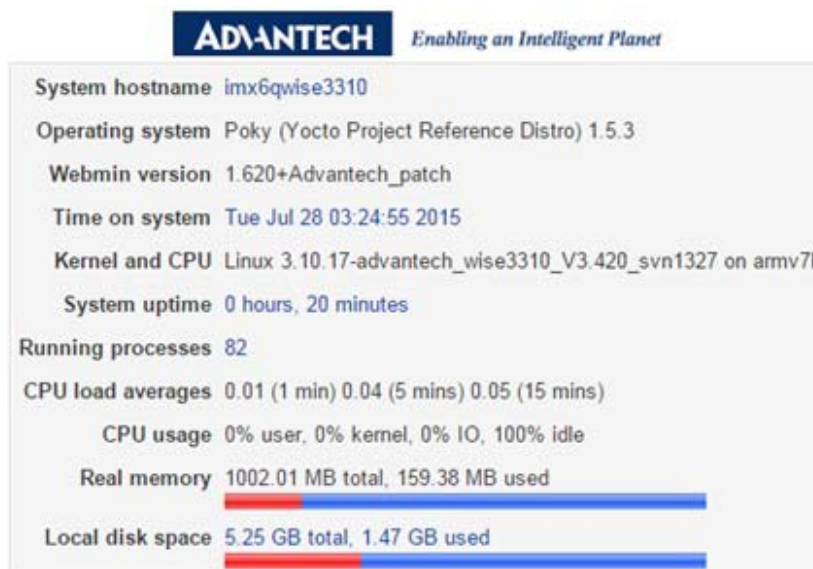 ADVANTECH Enabling an Intelligent Planet
System hostname imx6qwise3310
Operating system Poky (Yocto Project Reference Distro) 1.5.3
Webmin version 1.620+Advantech_patch
Time on system Tue Jul 28 03:24:55 2015
Kernel and CPU Linux 3.10.17-advantech_wise3310_V3.420_svn1327 on armv7l
System uptime 0 hours, 20 minutes
Running processes 82
CPU load averages 0.01 (1 min) 0.04 (5 mins) 0.05 (15 mins)
CPU usage 0% user, 0% kernel, 0% IO, 100% idle
Real memory 1002.01 MB total, 159.38 MB used
Local disk space 5.25 GB total, 1.47 GB used